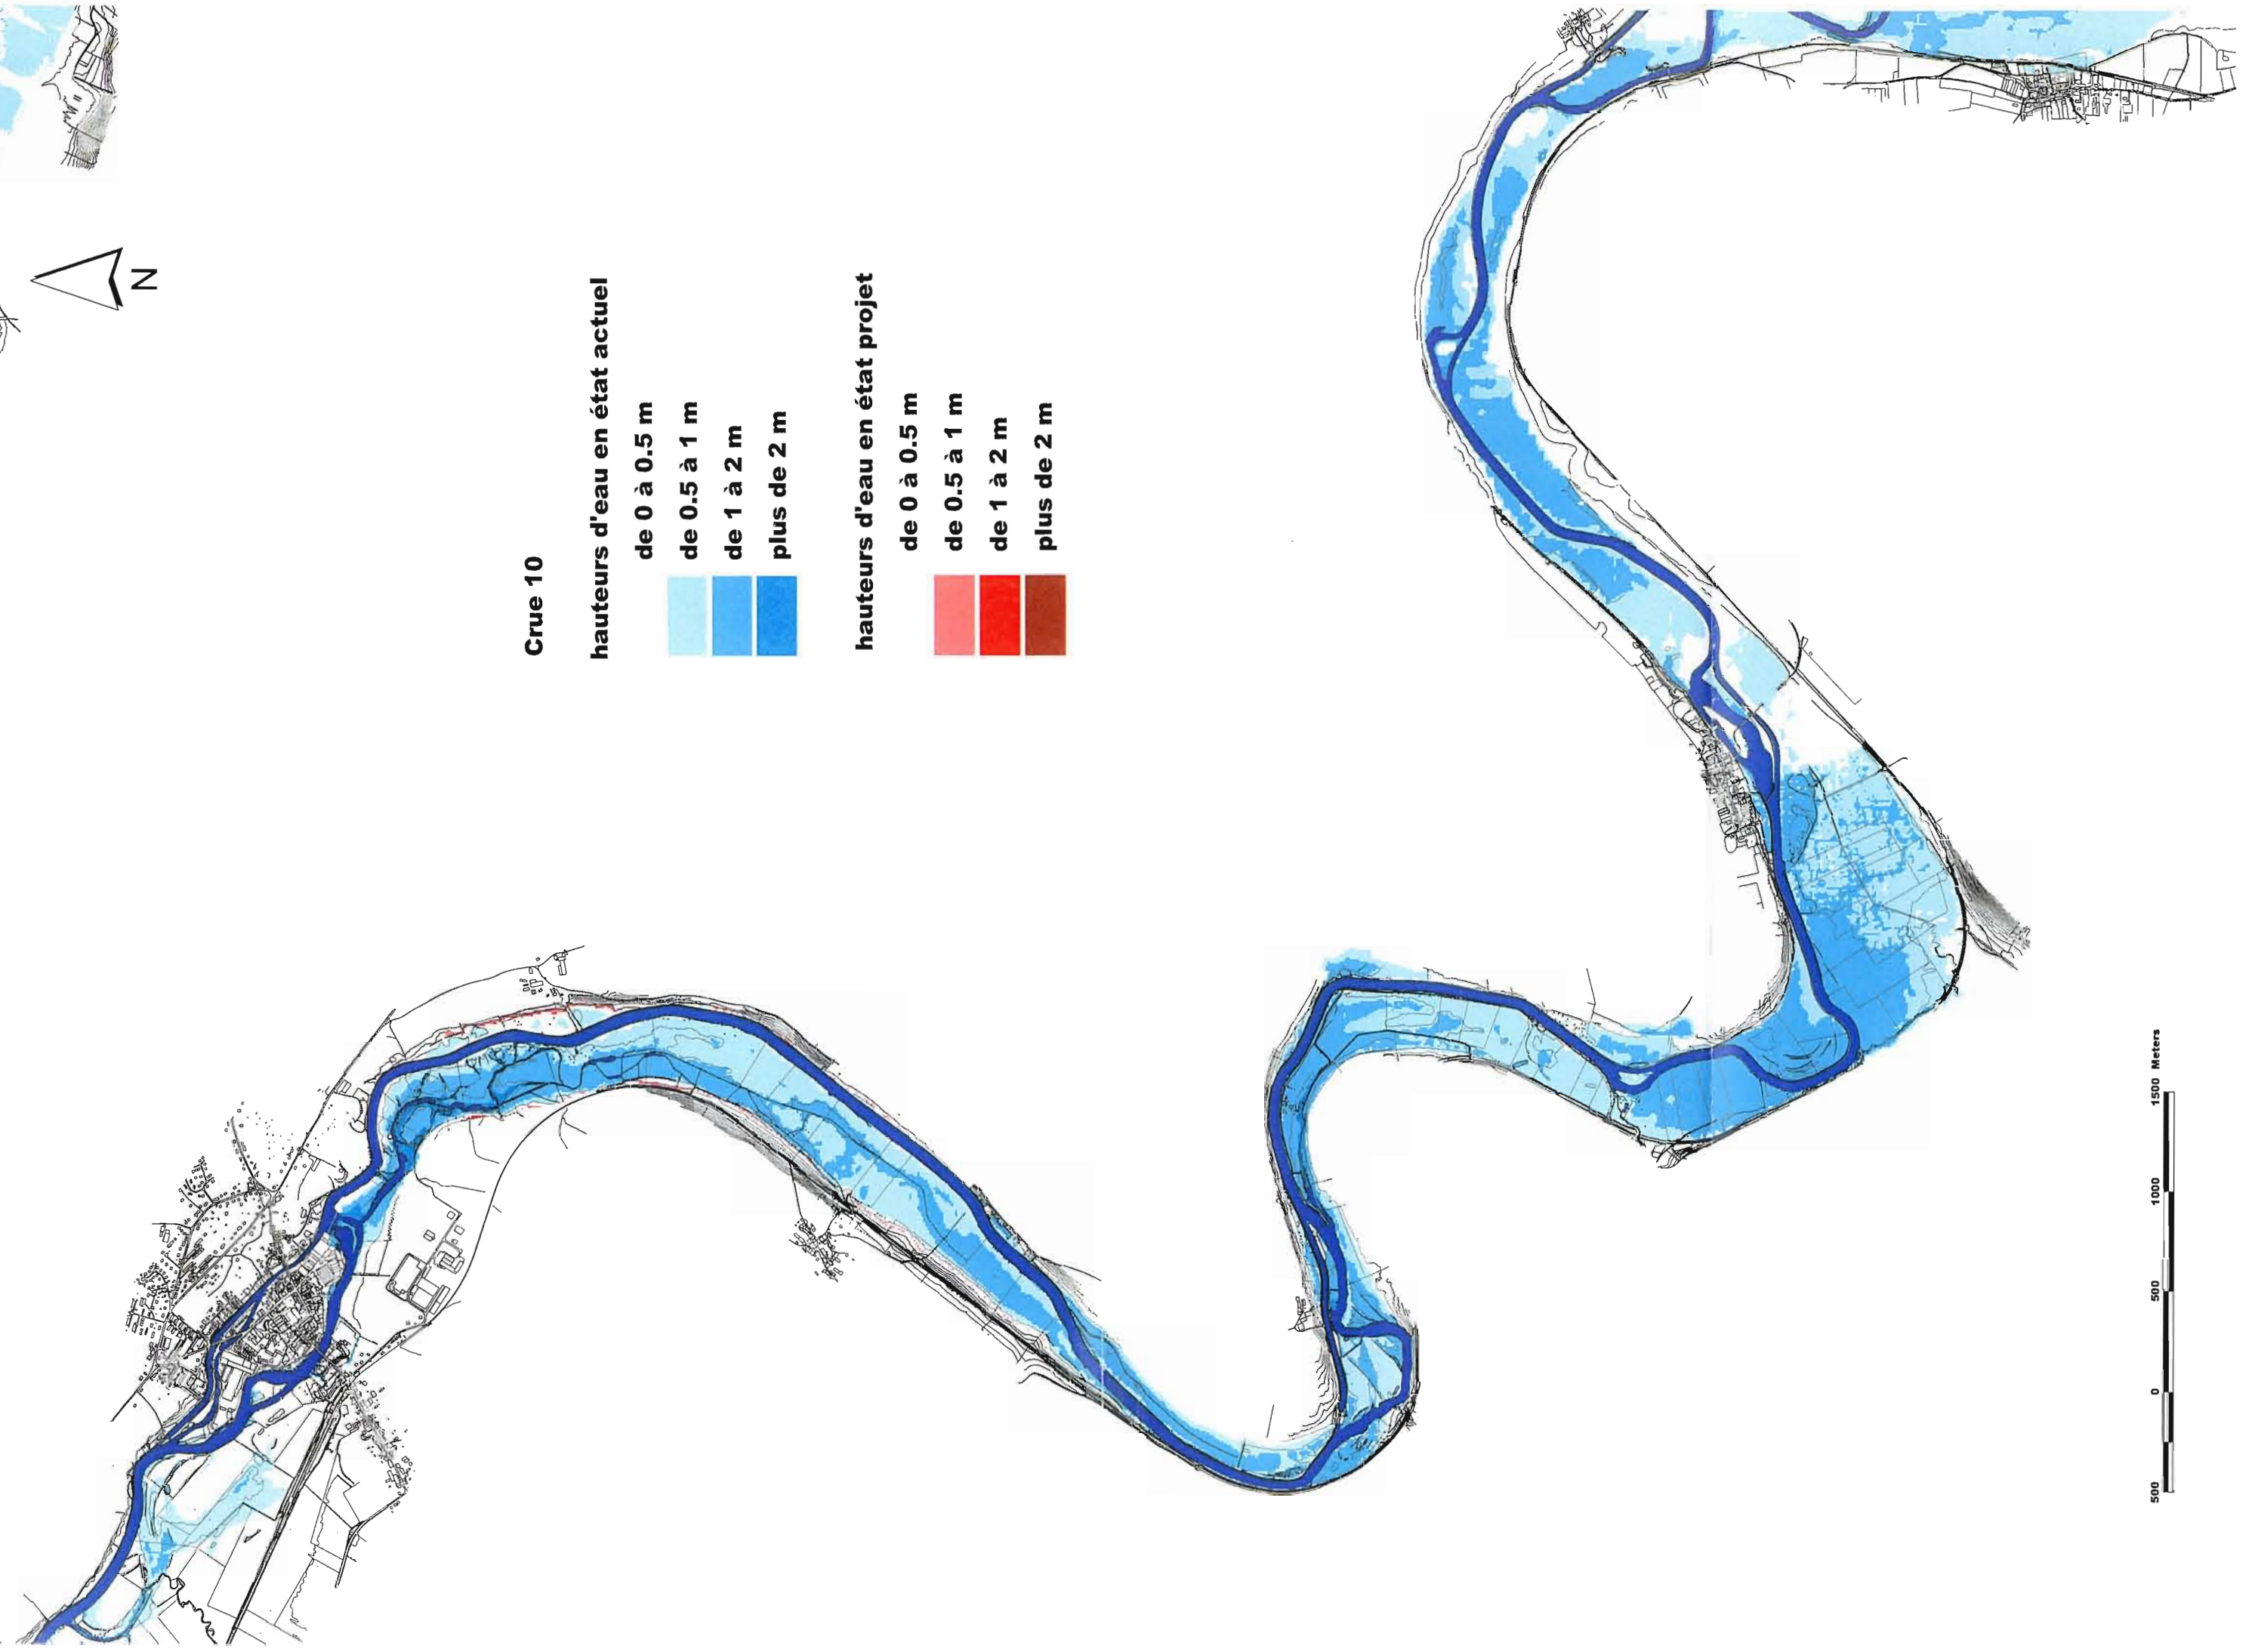 N
Crue 10
hauteurs d'eau en état actuel
de 0 à 0.5 m
de 0.5 à 1 m
de 1 à 2 m
plus de 2 m
hauteurs d'eau en état projet
de 0 à 0.5 m
de 0.5 à 1 m
de 1 à 2 m
plus de 2 m
500 0 500 1000 1500 Meters